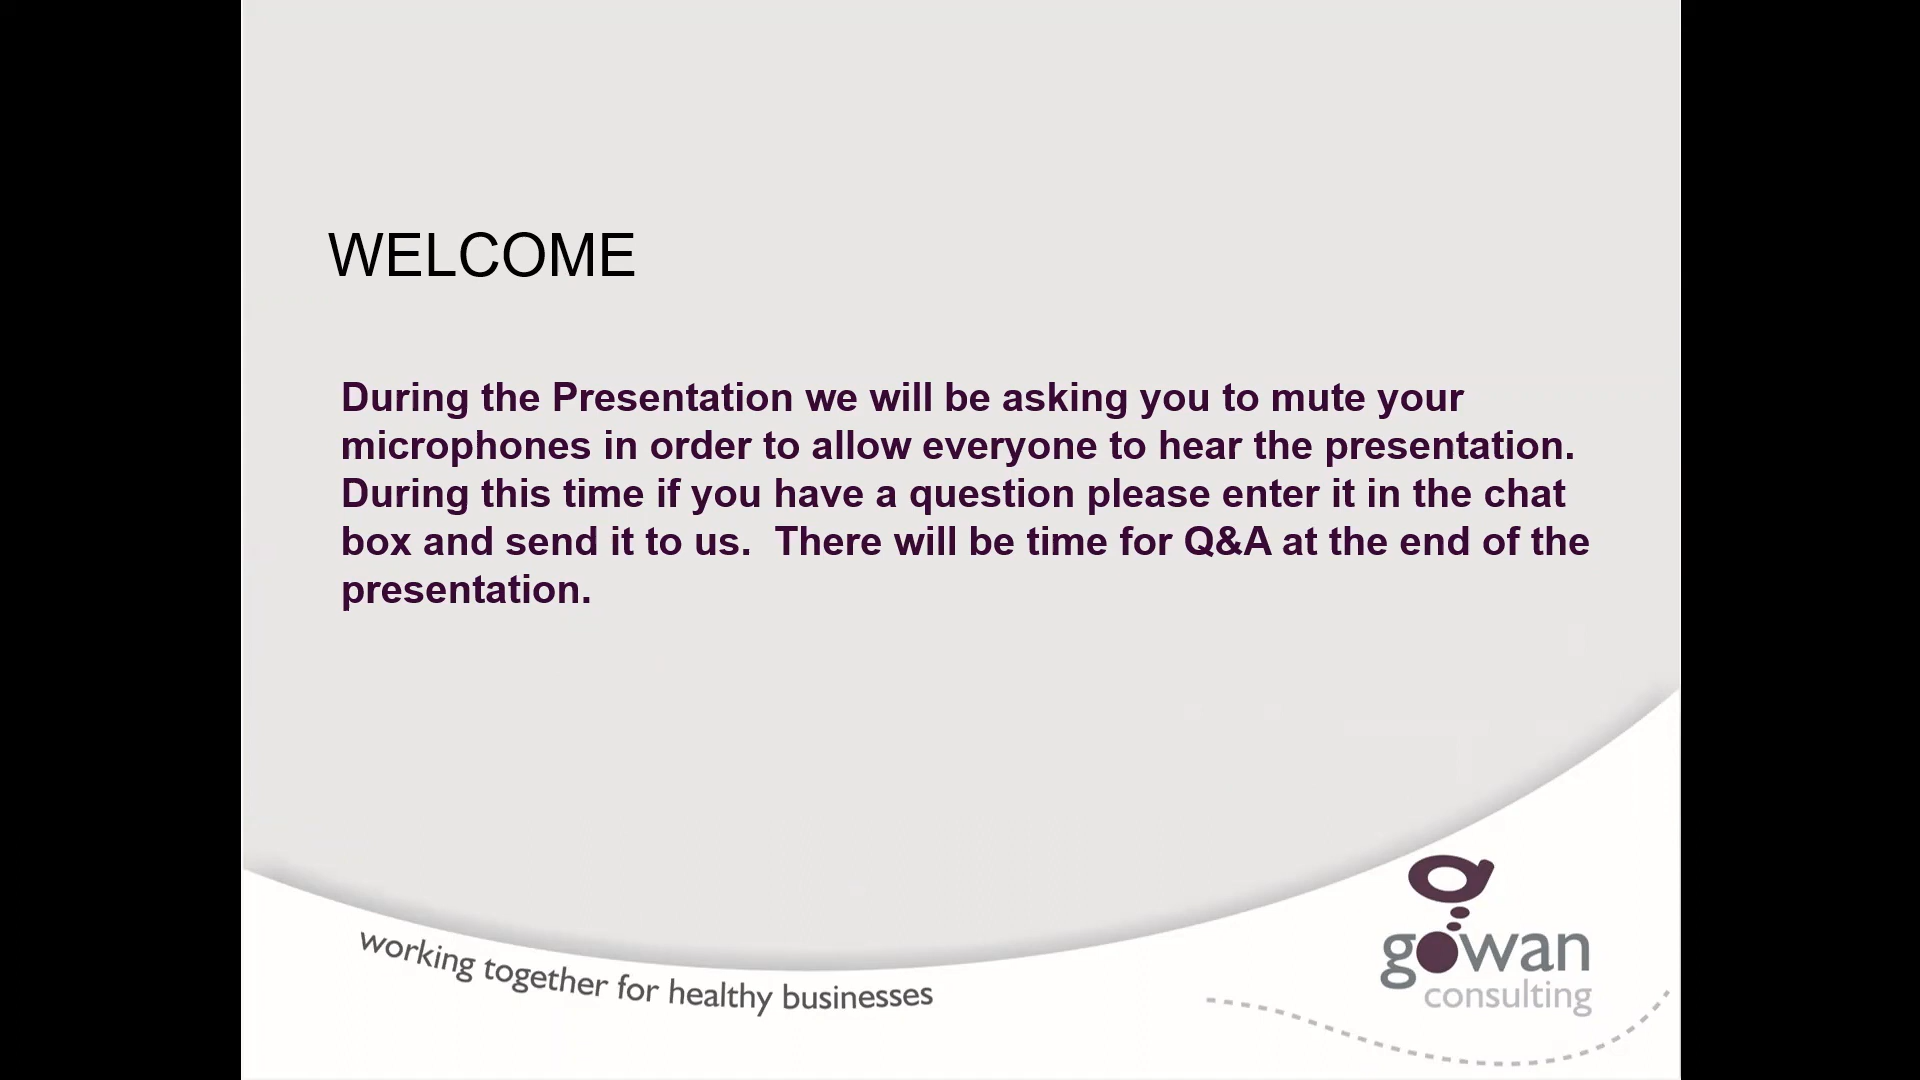 WELCOME
During the Presentation we will be asking you to mute your
microphones in order to allow everyone to hear the presentation.
During this time if you have a question please enter it in the chat
box and send it to us.  There will be time for Q&A at the end of the
presentation.
working together for healthy businesses
gowan
consulting